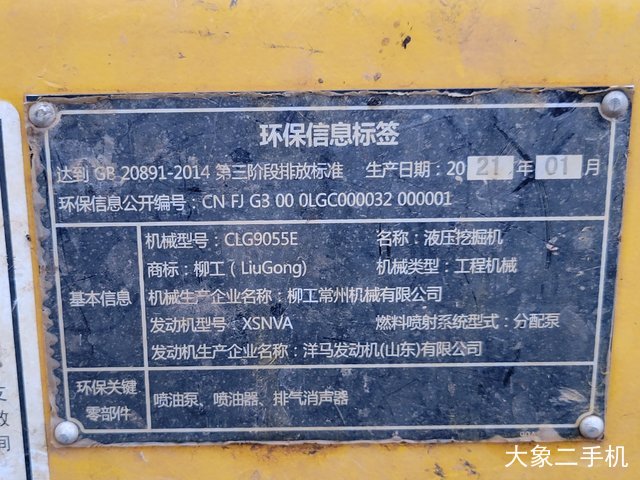 环保信息标签
达到 GB 20891-2014 第三阶段排放标准 生产日期：2021 年 01 月
环保信息公开编号：CN FJ G3 00 0LGC000032 000001
机械型号：CLG9055E 名称：液压挖掘机
商标：柳工（LiuGong) 机械类型：工程机械
基本信息
机械生产企业名称：柳工常州机械有限公司
发动机型号：XSNVA 燃料喷射系统型式：分配泵
发动机生产企业名称：洋马发动机(山东)有限公司
环保关键
零部件
喷油泵、喷油器、排气消声器
同
大象二手机